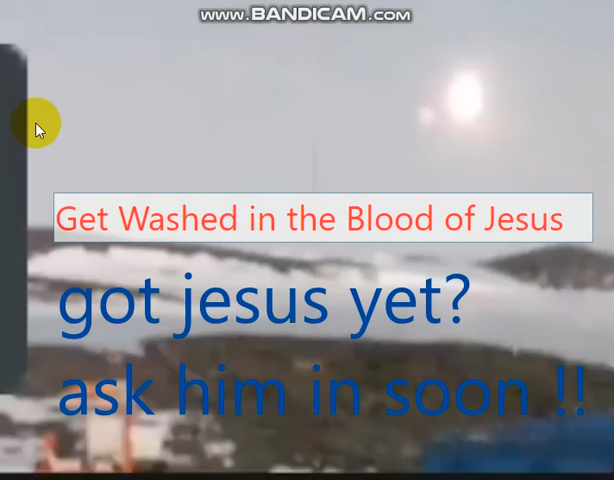 www.BANDICAM.com
Get Washed in the Blood of Jesus
got jesus yet?
ask him in soon !!